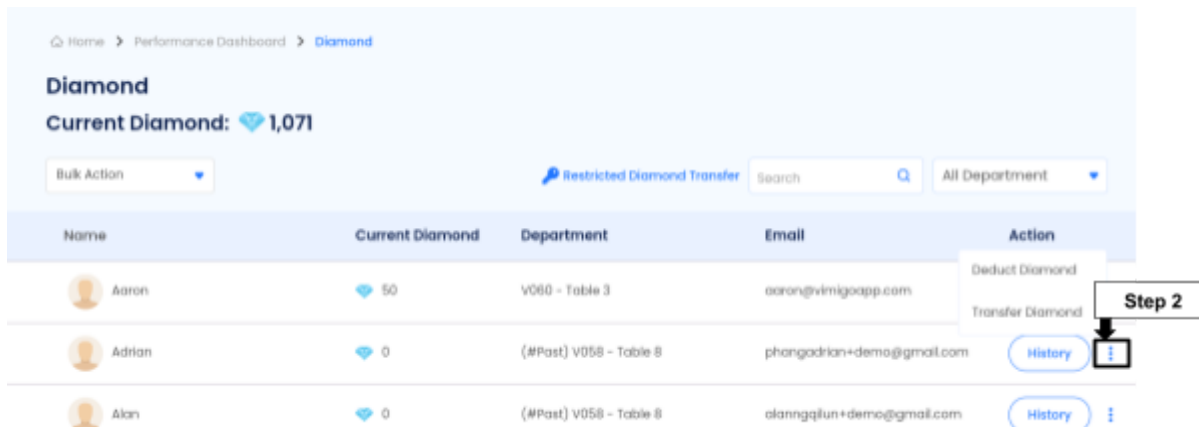 Home > Performance Dashboard > Diamond
Diamond
Current Diamond: 1,071
Bulk Action
Restricted Diamond Transfer
Search
All Department
Name Current Diamond Department Email Action
Deduct Diamond
Aaron 50 V060 - Table 3 aaron@vimigoapp.com
Step 2
Transfer Diamond
Adrian 0 (#Past) V058 - Table 8 phangadrian+demo@gmail.com History
Alan 0 (#Past) V058 - Table 8 alanngqilun+demo@gmail.com History